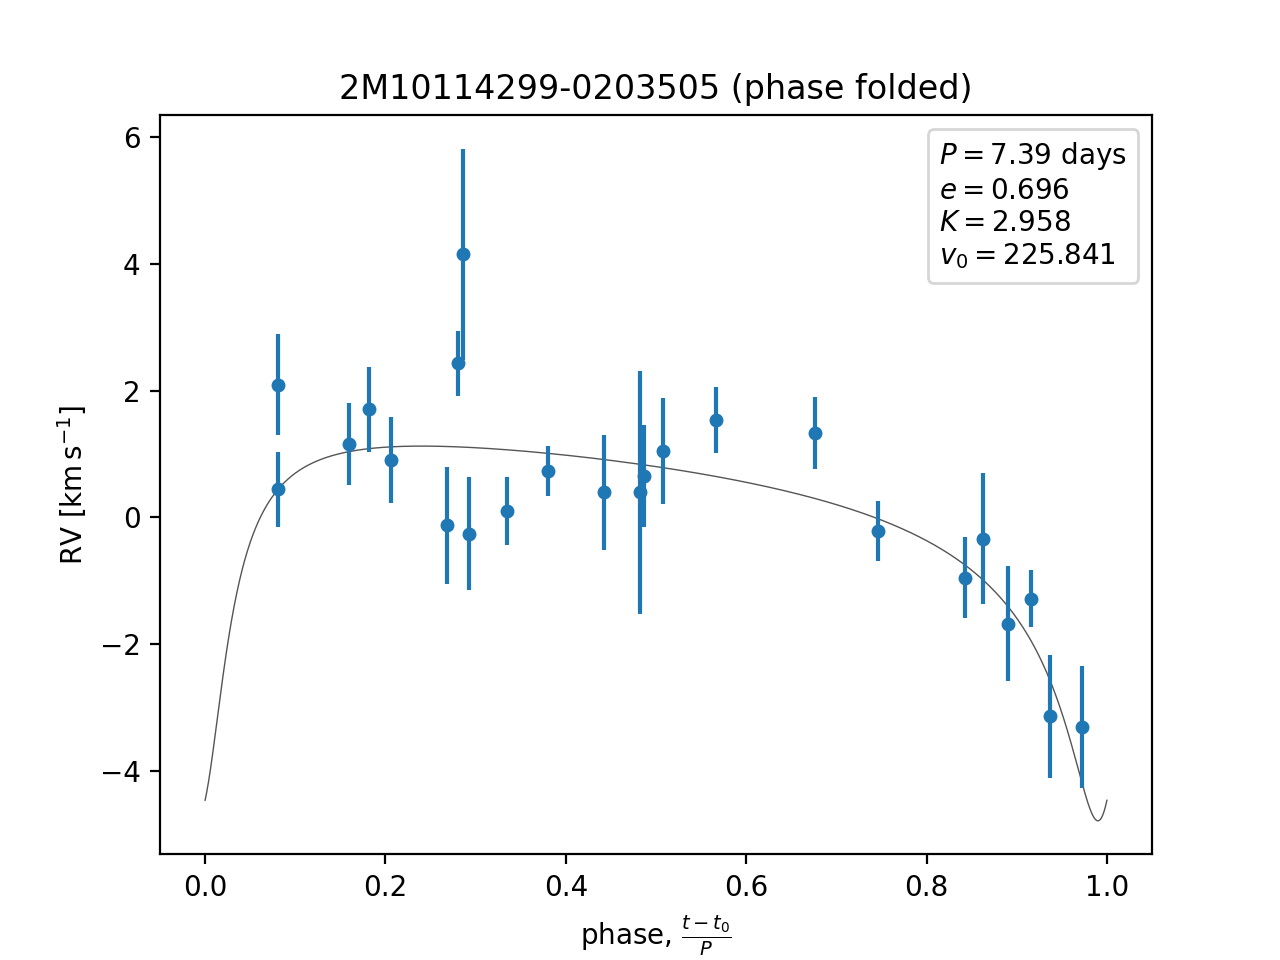 2M10114299-0203505 (phase folded)
P = 7.39 days
e = 0.696
K = 2.958
v₀ = 225.841
RV [km s⁻¹]
6
4
2
0
−2
−4
0.0 0.2 0.4 0.6 0.8 1.0
phase, (t − t₀)/P